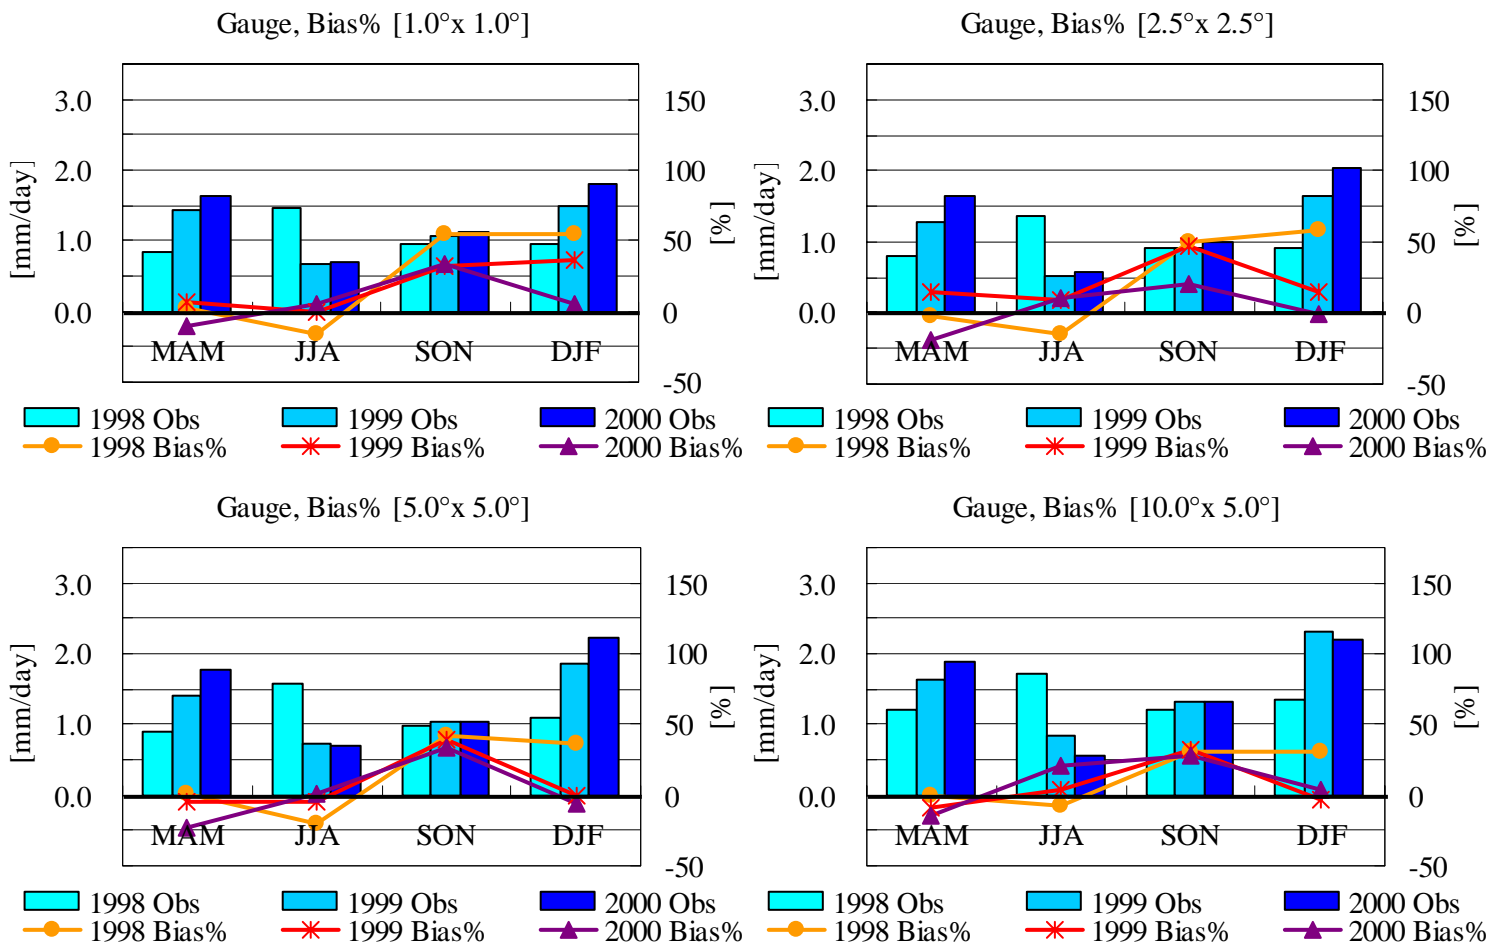 Gauge, Bias% [1.0°x 1.0°]
3.0
2.0
1.0
0.0
[mm/day]
150
100
50
0
-50
[%]
MAM JJA SON DJF
1998 Obs 1999 Obs 2000 Obs
1998 Bias% 1999 Bias% 2000 Bias%
Gauge, Bias% [2.5°x 2.5°]
3.0
2.0
1.0
0.0
[mm/day]
150
100
50
0
-50
[%]
MAM JJA SON DJF
1998 Obs 1999 Obs 2000 Obs
1998 Bias% 1999 Bias% 2000 Bias%
Gauge, Bias% [5.0°x 5.0°]
3.0
2.0
1.0
0.0
[mm/day]
150
100
50
0
-50
[%]
MAM JJA SON DJF
1998 Obs 1999 Obs 2000 Obs
1998 Bias% 1999 Bias% 2000 Bias%
Gauge, Bias% [10.0°x 5.0°]
3.0
2.0
1.0
0.0
[mm/day]
150
100
50
0
-50
[%]
MAM JJA SON DJF
1998 Obs 1999 Obs 2000 Obs
1998 Bias% 1999 Bias% 2000 Bias%